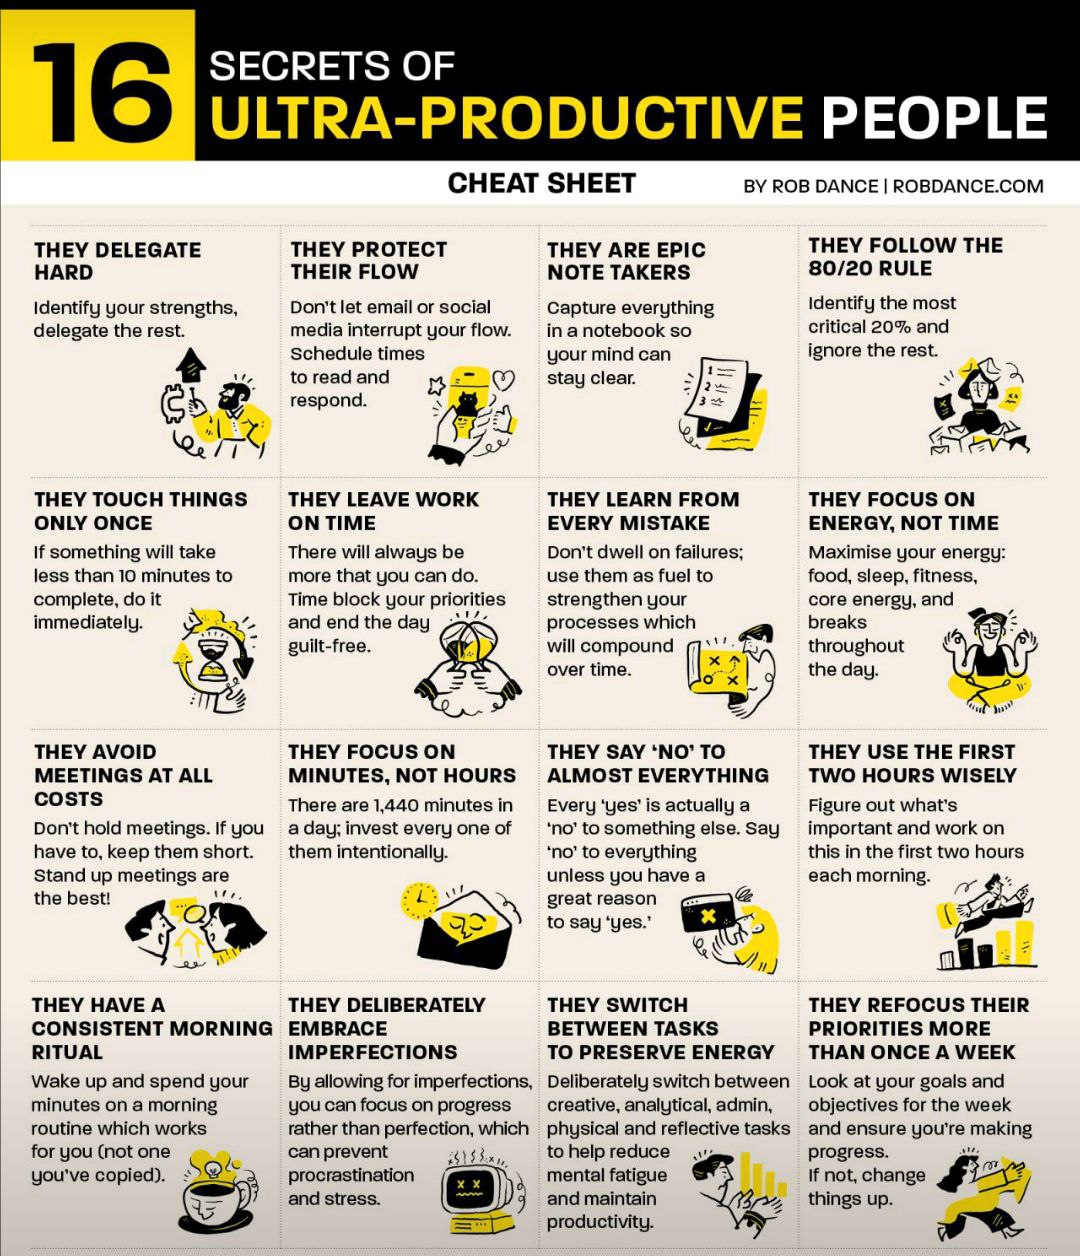 16
SECRETS OF
ULTRA-PRODUCTIVE PEOPLE
CHEAT SHEET
BY ROB DANCE | ROBDANCE.COM
THEY DELEGATE
HARD
Identify your strengths,
delegate the rest.
THEY PROTECT
THEIR FLOW
Don't let email or social
media interrupt your flow.
Schedule times
to read and
respond.
THEY ARE EPIC
NOTE TAKERS
Capture everything
in a notebook so
your mind can
stay clear.
1
2
3
THEY FOLLOW THE
80/20 RULE
Identify the most
critical 20% and
ignore the rest.
THEY TOUCH THINGS
ONLY ONCE
If something will take
less than 10 minutes to
complete, do it
immediately.
THEY LEAVE WORK
ON TIME
There will always be
more that you can do.
Time block your priorities
and end the day
guilt-free.
THEY LEARN FROM
EVERY MISTAKE
Don't dwell on failures;
use them as fuel to
strengthen your
processes which
will compound
over time.
THEY FOCUS ON
ENERGY, NOT TIME
Maximise your energy:
food, sleep, fitness,
core energy, and
breaks
throughout
the day.
THEY AVOID
MEETINGS AT ALL
COSTS
Don't hold meetings. If you
have to, keep them short.
Stand up meetings are
the best!
THEY FOCUS ON
MINUTES, NOT HOURS
There are 1,440 minutes in
a day; invest every one of
them intentionally.
THEY SAY ‘NO’ TO
ALMOST EVERYTHING
Every ‘yes’ is actually a
‘no’ to something else. Say
‘no’ to everything
unless you have a
great reason
to say ‘yes.’
THEY USE THE FIRST
TWO HOURS WISELY
Figure out what's
important and work on
this in the first two hours
each morning.
THEY HAVE A
CONSISTENT MORNING
RITUAL
Wake up and spend your
minutes on a morning
routine which works
for you (not one
you've copied).
THEY DELIBERATELY
EMBRACE
IMPERFECTIONS
By allowing for imperfections,
you can focus on progress
rather than perfection, which
can prevent
procrastination
and stress.
THEY SWITCH
BETWEEN TASKS
TO PRESERVE ENERGY
Deliberately switch between
creative, analytical, admin,
physical and reflective tasks
to help reduce
mental fatigue
and maintain
productivity.
THEY REFOCUS THEIR
PRIORITIES MORE
THAN ONCE A WEEK
Look at your goals and
objectives for the week
and ensure you're making
progress.
If not, change
things up.